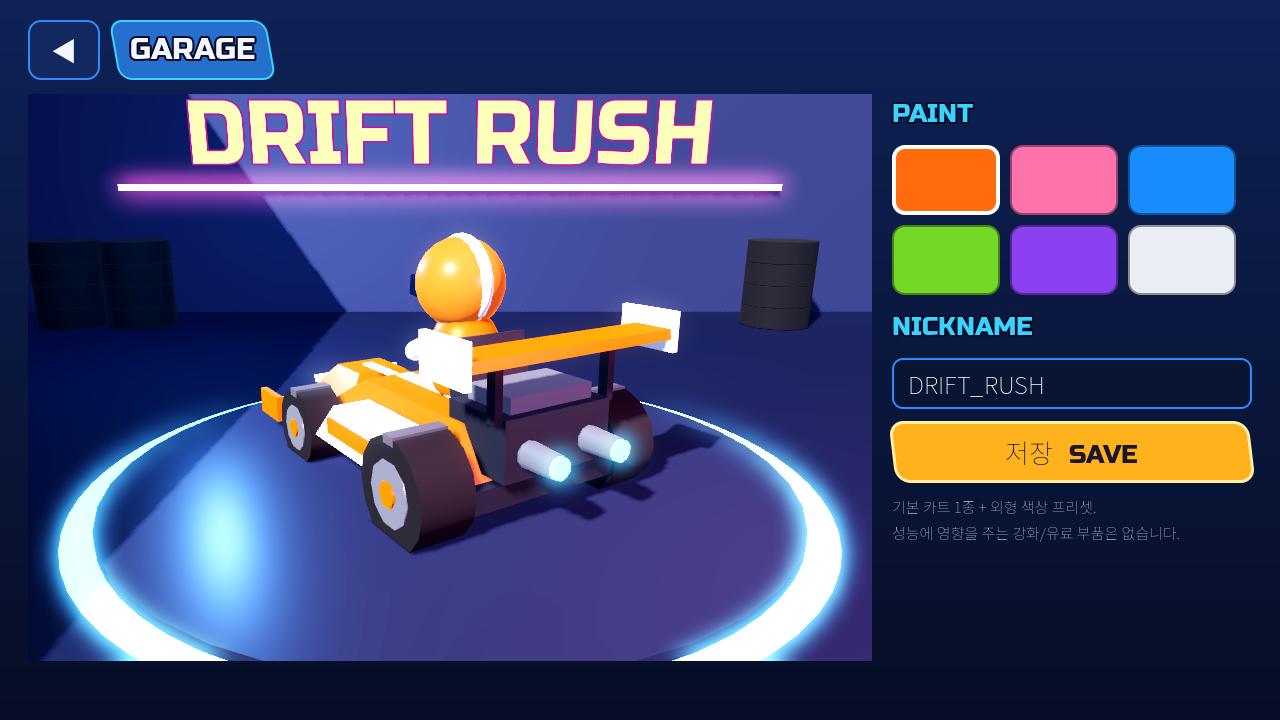 GARAGE
DRIFT RUSH
PAINT
NICKNAME
DRIFT_RUSH
저장 SAVE
기본 카트 1종 + 외형 색상 프리셋.
성능에 영향을 주는 강화/유료 부품은 없습니다.